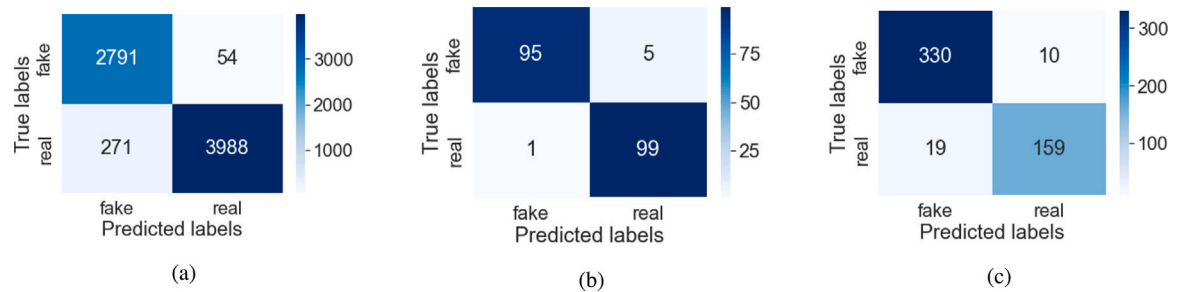 True labels
fake
real
2791 54
271 3988
3000
2000
1000
fake real
Predicted labels
(a)
True labels
fake
real
95 5
1 99
75
50
25
fake real
Predicted labels
(b)
True labels
fake
real
330 10
19 159
300
200
100
fake real
Predicted labels
(c)